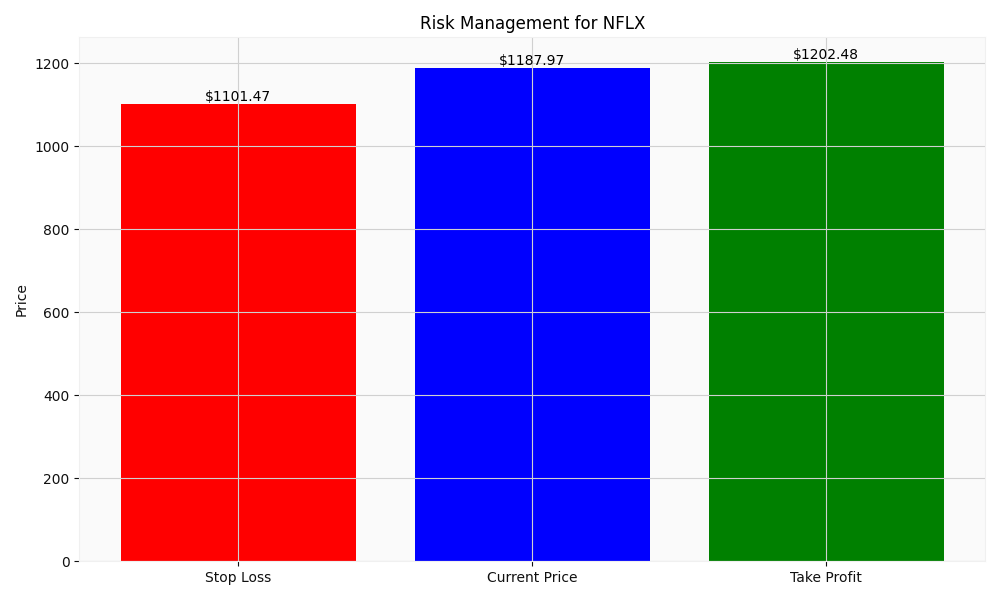 Risk Management for NFLX
$1101.47
$1187.97
$1202.48
Price
1200
1000
800
600
400
200
0
Stop Loss
Current Price
Take Profit